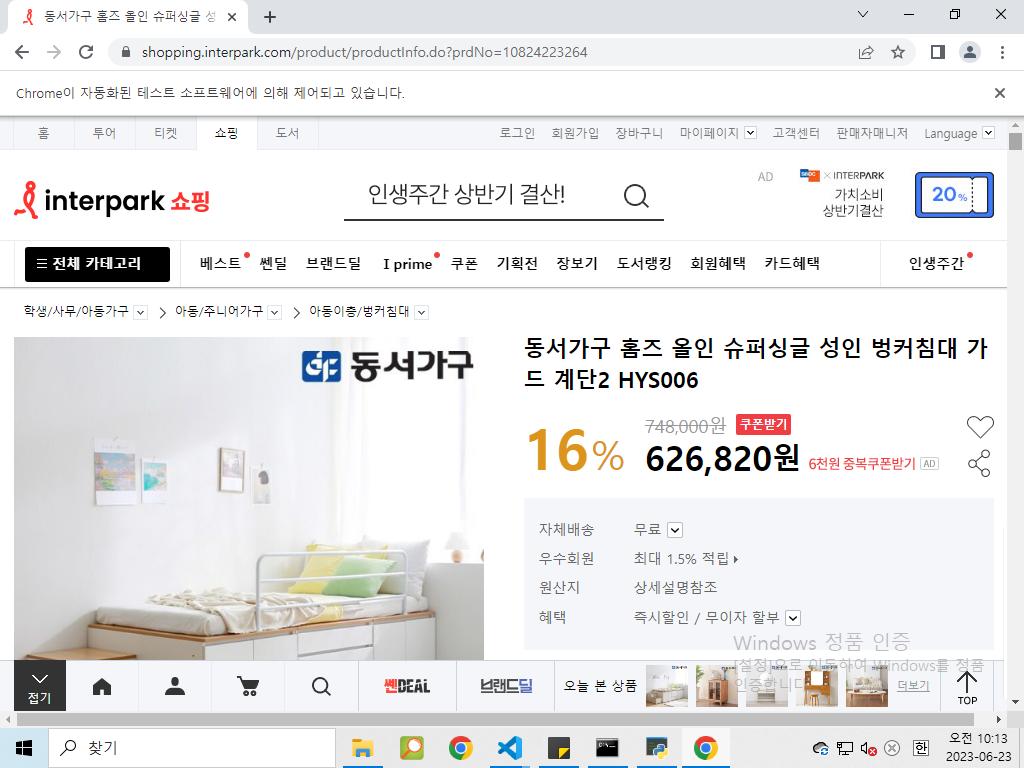 동서가구 홈즈 올인 슈퍼싱글 성
shopping.interpark.com/product/productInfo.do?prdNo=10824223264
Chrome이 자동화된 테스트 소프트웨어에 의해 제어되고 있습니다.
홈 투어 티켓 쇼핑 도서 로그인 회원가입 장바구니 마이페이지 고객센터 판매자매니저 Language
interpark 쇼핑
인생주간 상반기 결산!
AD
× INTERPARK
가치소비
상반기결산
20%
전체 카테고리 베스트 쎈딜 브랜드딜 I prime 쿠폰 기획전 장보기 도서랭킹 회원혜택 카드혜택 인생주간
학생/사무/아동가구 아동/주니어가구 아동이층/벙커침대
동서가구
동서가구 홈즈 올인 슈퍼싱글 성인 벙커침대 가
드 계단2 HYS006
16%
748,000원 쿠폰받기
626,820원 6천원 중복쿠폰받기 AD
자체배송 무료
우수회원 최대 1.5% 적립
원산지 상세설명참조
혜택 즉시할인 / 무이자 할부
Windows 정품 인증
[설정]으로 이동하여 Windows를 정품
인증합니다.
접기
쎈DEAL
브랜드딜
오늘 본 상품
더보기
TOP
찾기
한
오전 10:13
2023-06-23